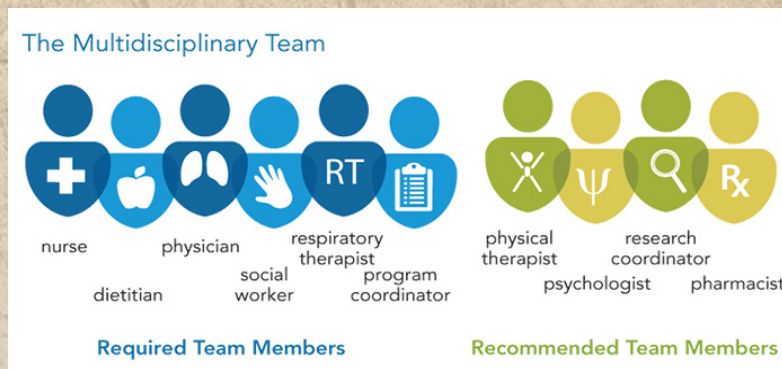 The Multidisciplinary Team
RT
Rx
nurse
dietitian
physician
social
worker
respiratory
therapist
program
coordinator
physical
therapist
psychologist
research
coordinator
pharmacist
Required Team Members
Recommended Team Members